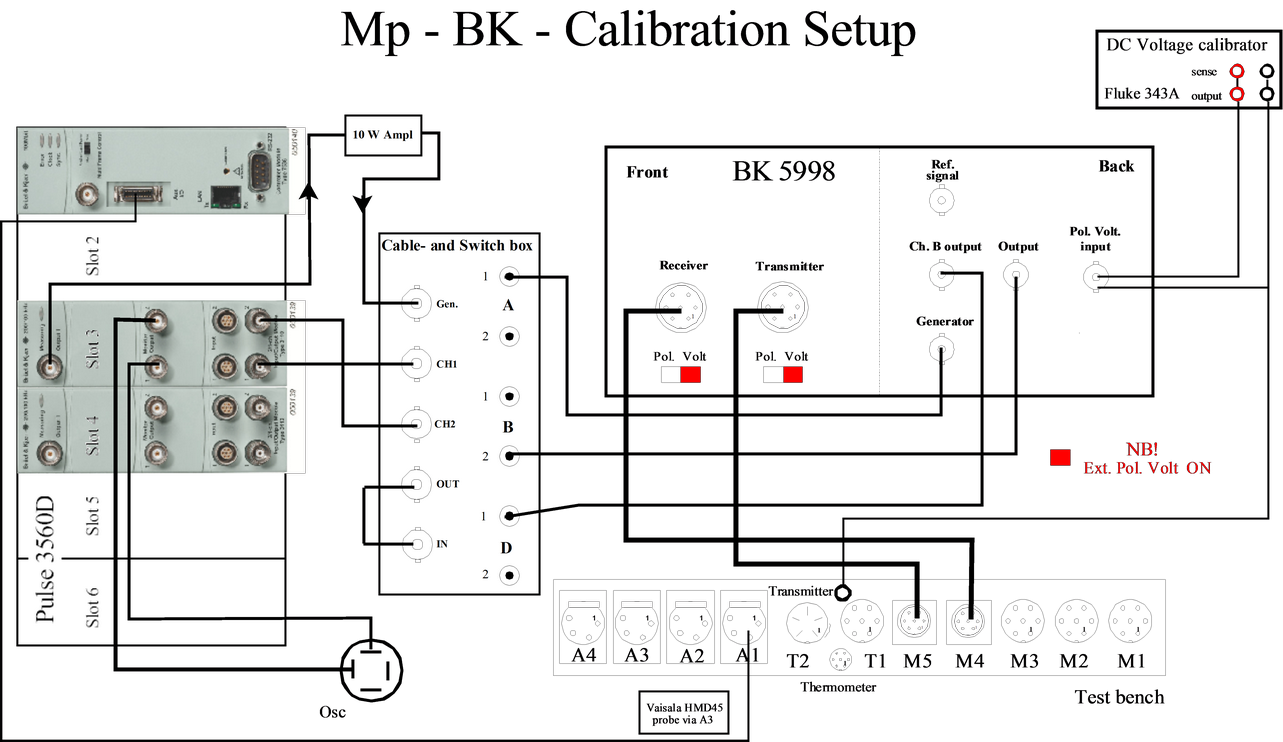 Mp - BK - Calibration Setup
DC Voltage calibrator
sense
Fluke 343A
output
10 W Ampl
Front
BK 5998
Back
Ref.
signal
Ch. B output
Output
Pol. Volt.
input
Receiver
Transmitter
Generator
Pol. Volt
Pol. Volt
Cable- and Switch box
Gen.
CH1
CH2
OUT
IN
1
A
2
1
B
2
1
D
2
NB!
Ext. Pol. Volt ON
Slot 2
Slot 3
Slot 4
Slot 5
Slot 6
Pulse 3560D
LAN
RS-232
Osc
Transmitter
A4
A3
A2
A1
T2
T1
M5
M4
M3
M2
M1
Thermometer
Test bench
Vaisala HMD45
probe via A3